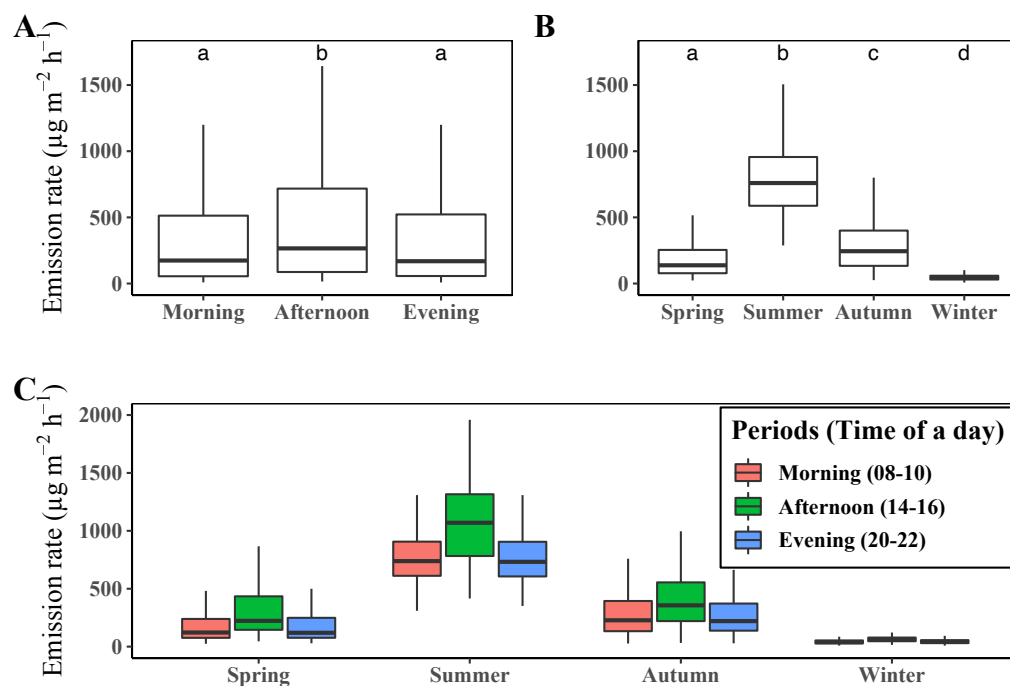 A
B
a b a
a b c d
Emission rate (µg m⁻² h⁻¹)
1500
1000
500
0
Morning Afternoon Evening
1500
1000
500
0
Spring Summer Autumn Winter
C
Emission rate (µg m⁻² h⁻¹)
2000
1500
1000
500
0
Periods (Time of a day)
Morning (08-10)
Afternoon (14-16)
Evening (20-22)
Spring Summer Autumn Winter